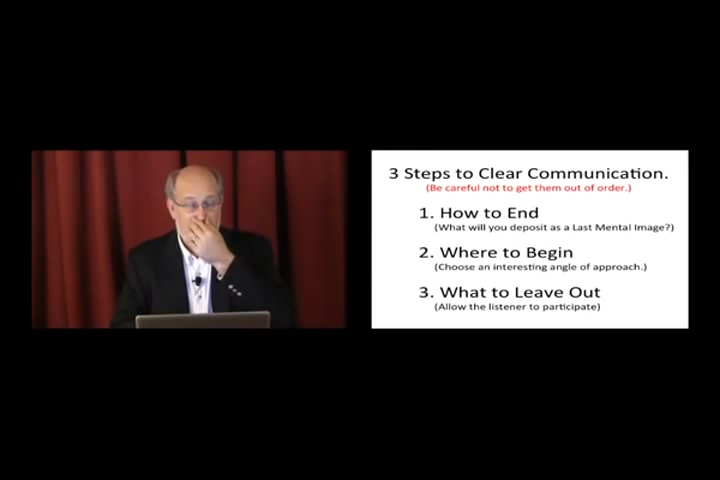 3 Steps to Clear Communication.
(Be careful not to get them out of order.)
1. How to End
(What will you deposit as a Last Mental Image?)
2. Where to Begin
(Choose an interesting angle of approach.)
3. What to Leave Out
(Allow the listener to participate)